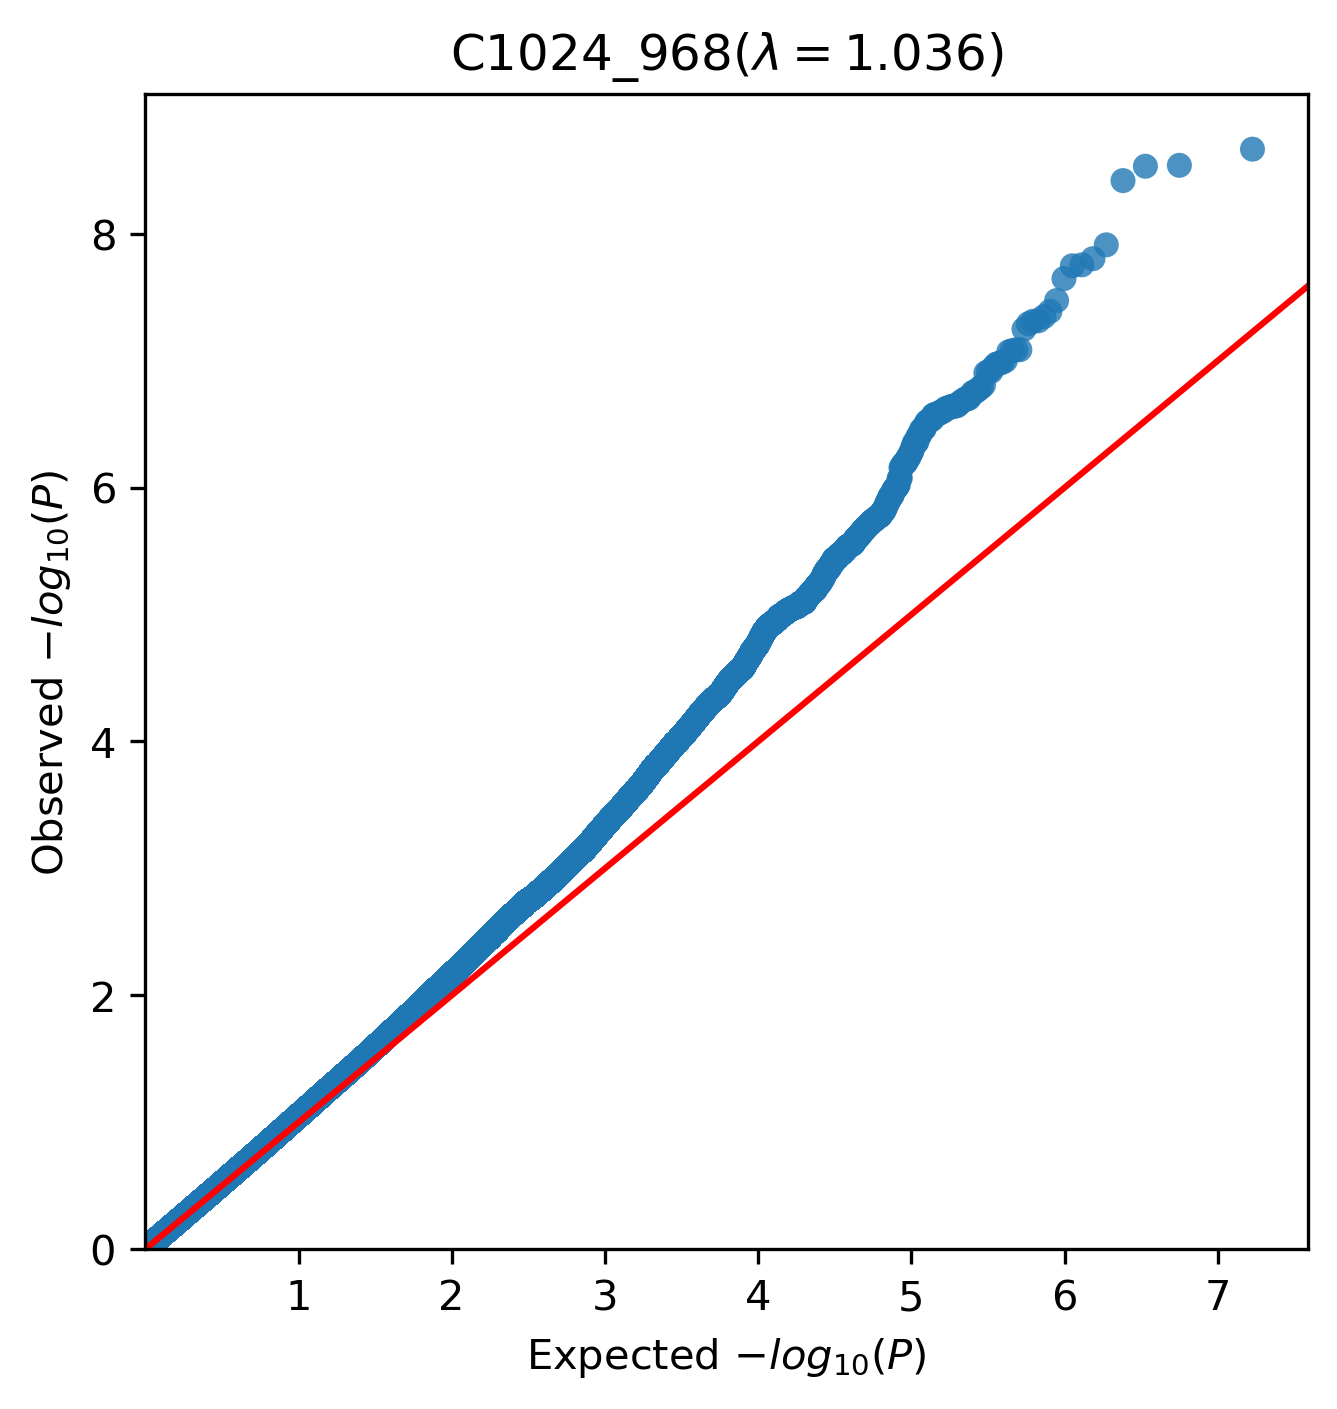 C1024_968(λ = 1.036)
8
6
4
2
0
Observed −log₁₀(P)
1 2 3 4 5 6 7
Expected −log₁₀(P)